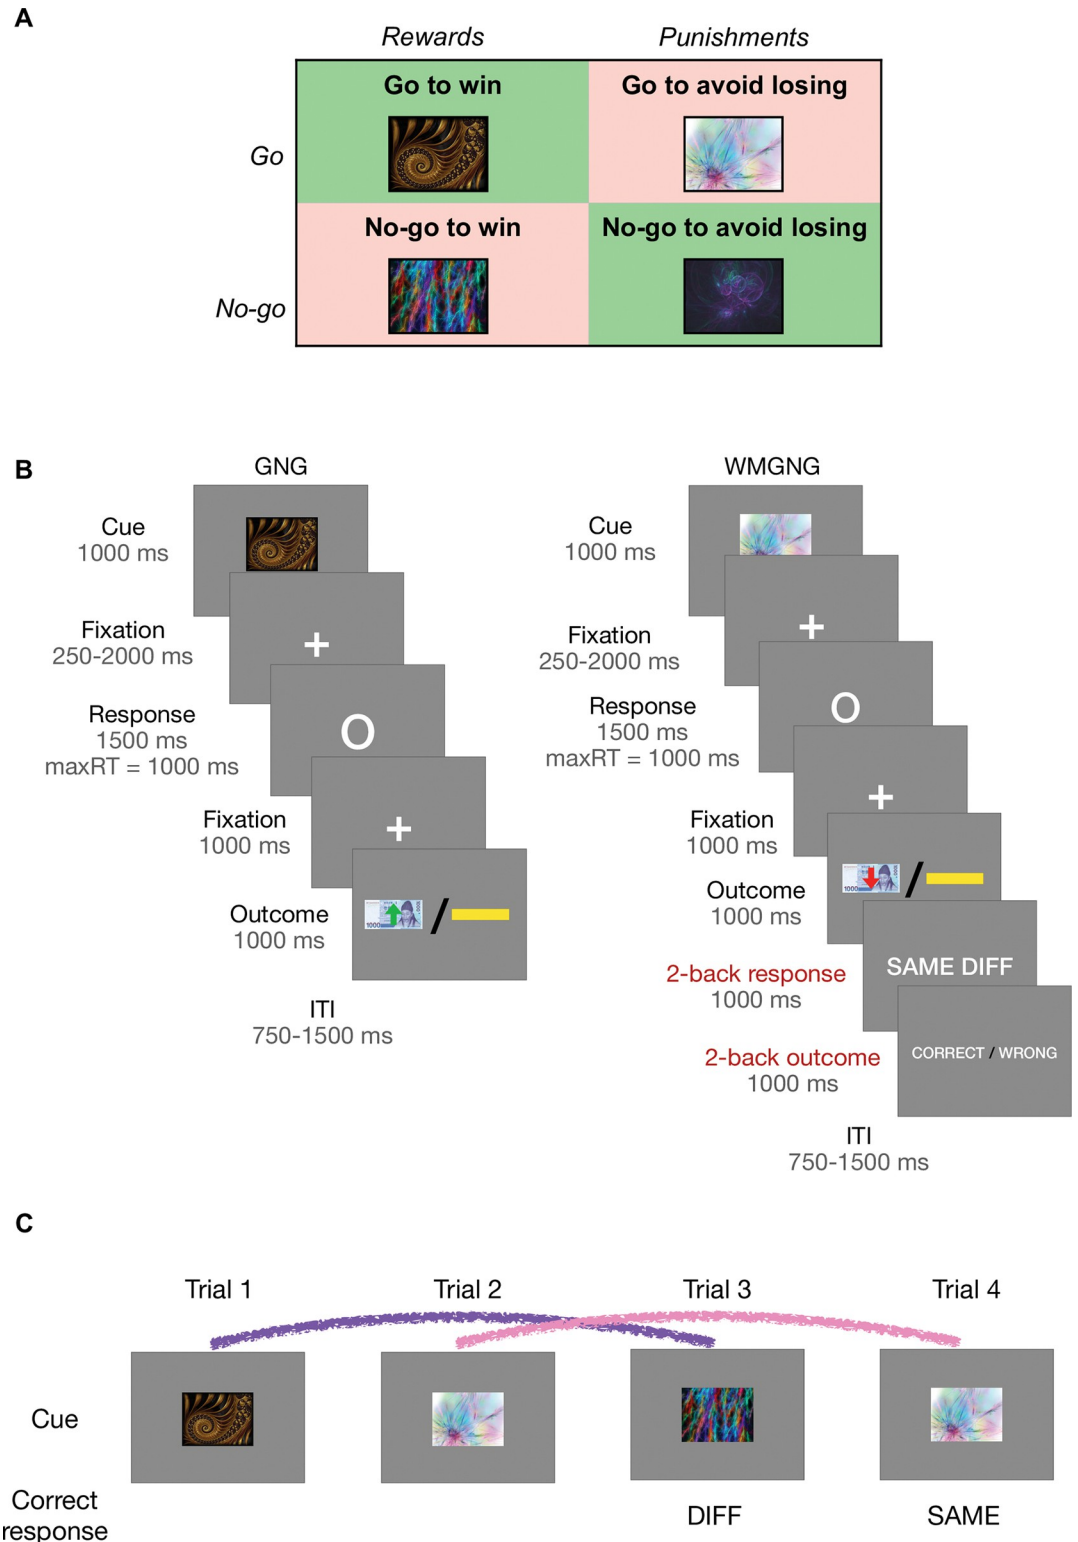 A
Rewards Punishments
Go to win Go to avoid losing
Go
No-go to win No-go to avoid losing
No-go
B
GNG
Cue
1000 ms
Fixation
250-2000 ms
Response
1500 ms
maxRT = 1000 ms
Fixation
1000 ms
Outcome
1000 ms
1000
/
ITI
750-1500 ms
WMGNG
Cue
1000 ms
Fixation
250-2000 ms
Response
1500 ms
maxRT = 1000 ms
Fixation
1000 ms
Outcome
1000 ms
1000
/
2-back response
1000 ms
SAME DIFF
2-back outcome
1000 ms
CORRECT / WRONG
ITI
750-1500 ms
C
Trial 1 Trial 2 Trial 3 Trial 4
Cue
Correct
response
DIFF SAME